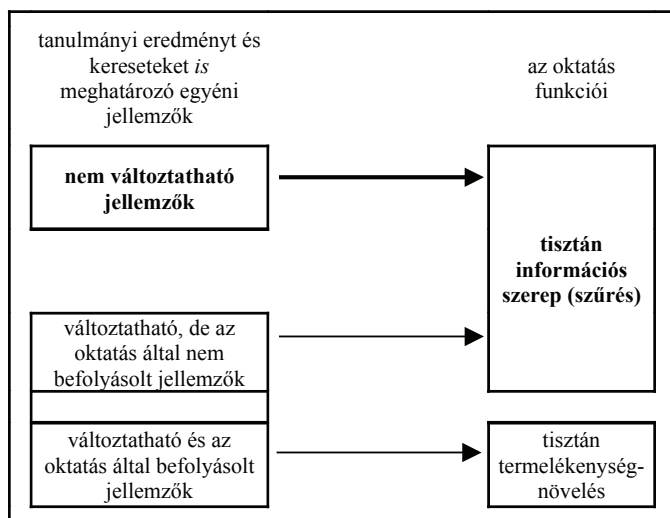 tanulmányi eredményt és
kereseteket is
meghatározó egyéni
jellemzők
az oktatás
funkciói
nem változtatható
jellemzők
tisztán
információs
szerep (szűrés)
változtatható, de az
oktatás által nem
befolyásolt jellemzők
változtatható és az
oktatás által befolyásolt
jellemzők
tisztán
termelékenység-
növelés